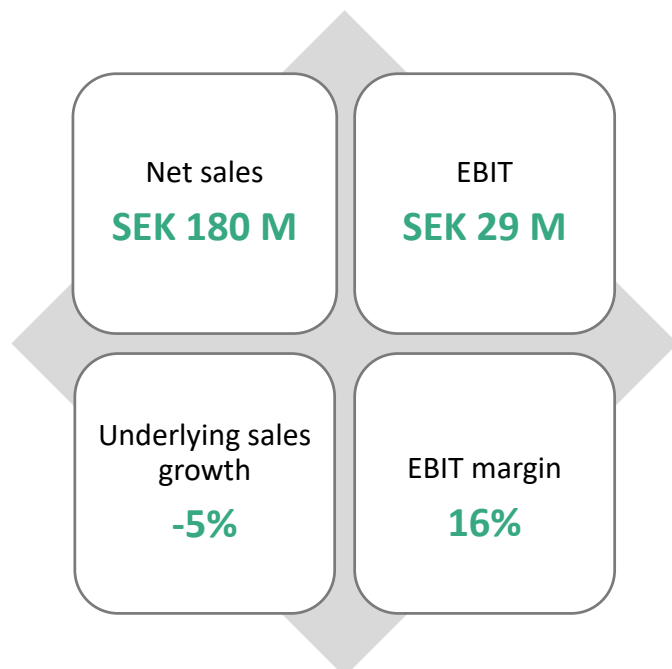 Net sales
SEK 180 M
EBIT
SEK 29 M
Underlying sales
growth
-5%
EBIT margin
16%